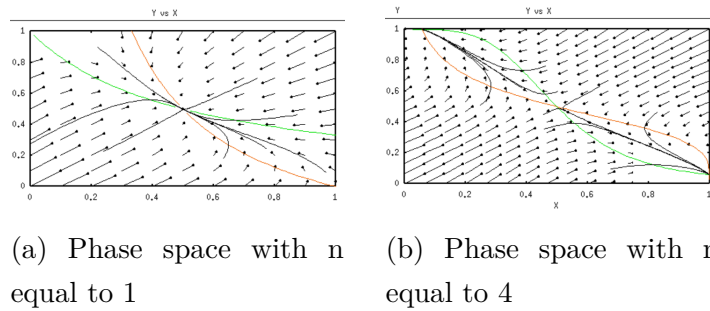 Y vs X
1
0.8
0.6
0.4
0.2
0
0 0.2 0.4 0.6 0.8 1
Y Y vs X
1
0.8
0.6
0.4
0.2
0
0 0.2 0.4 0.6 0.8 1
X
(a) Phase space with n
equal to 1
(b) Phase space with n
equal to 4